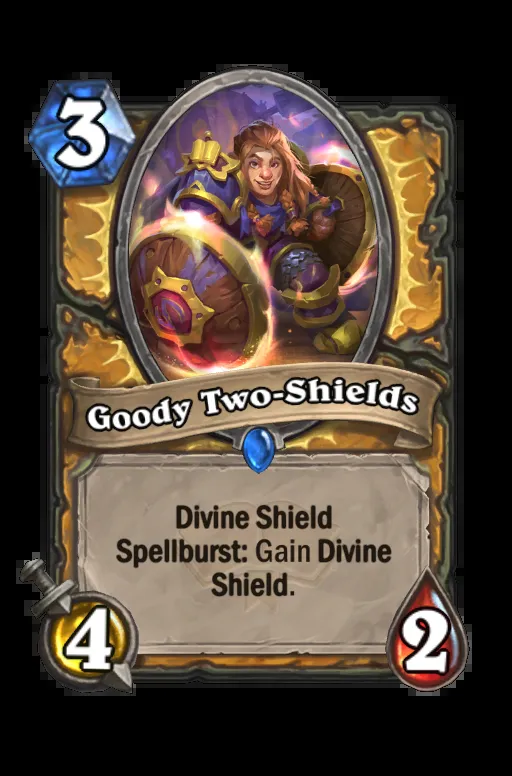 3
Goody Two-Shields
Divine Shield
Spellburst: Gain Divine
Shield.
4
2